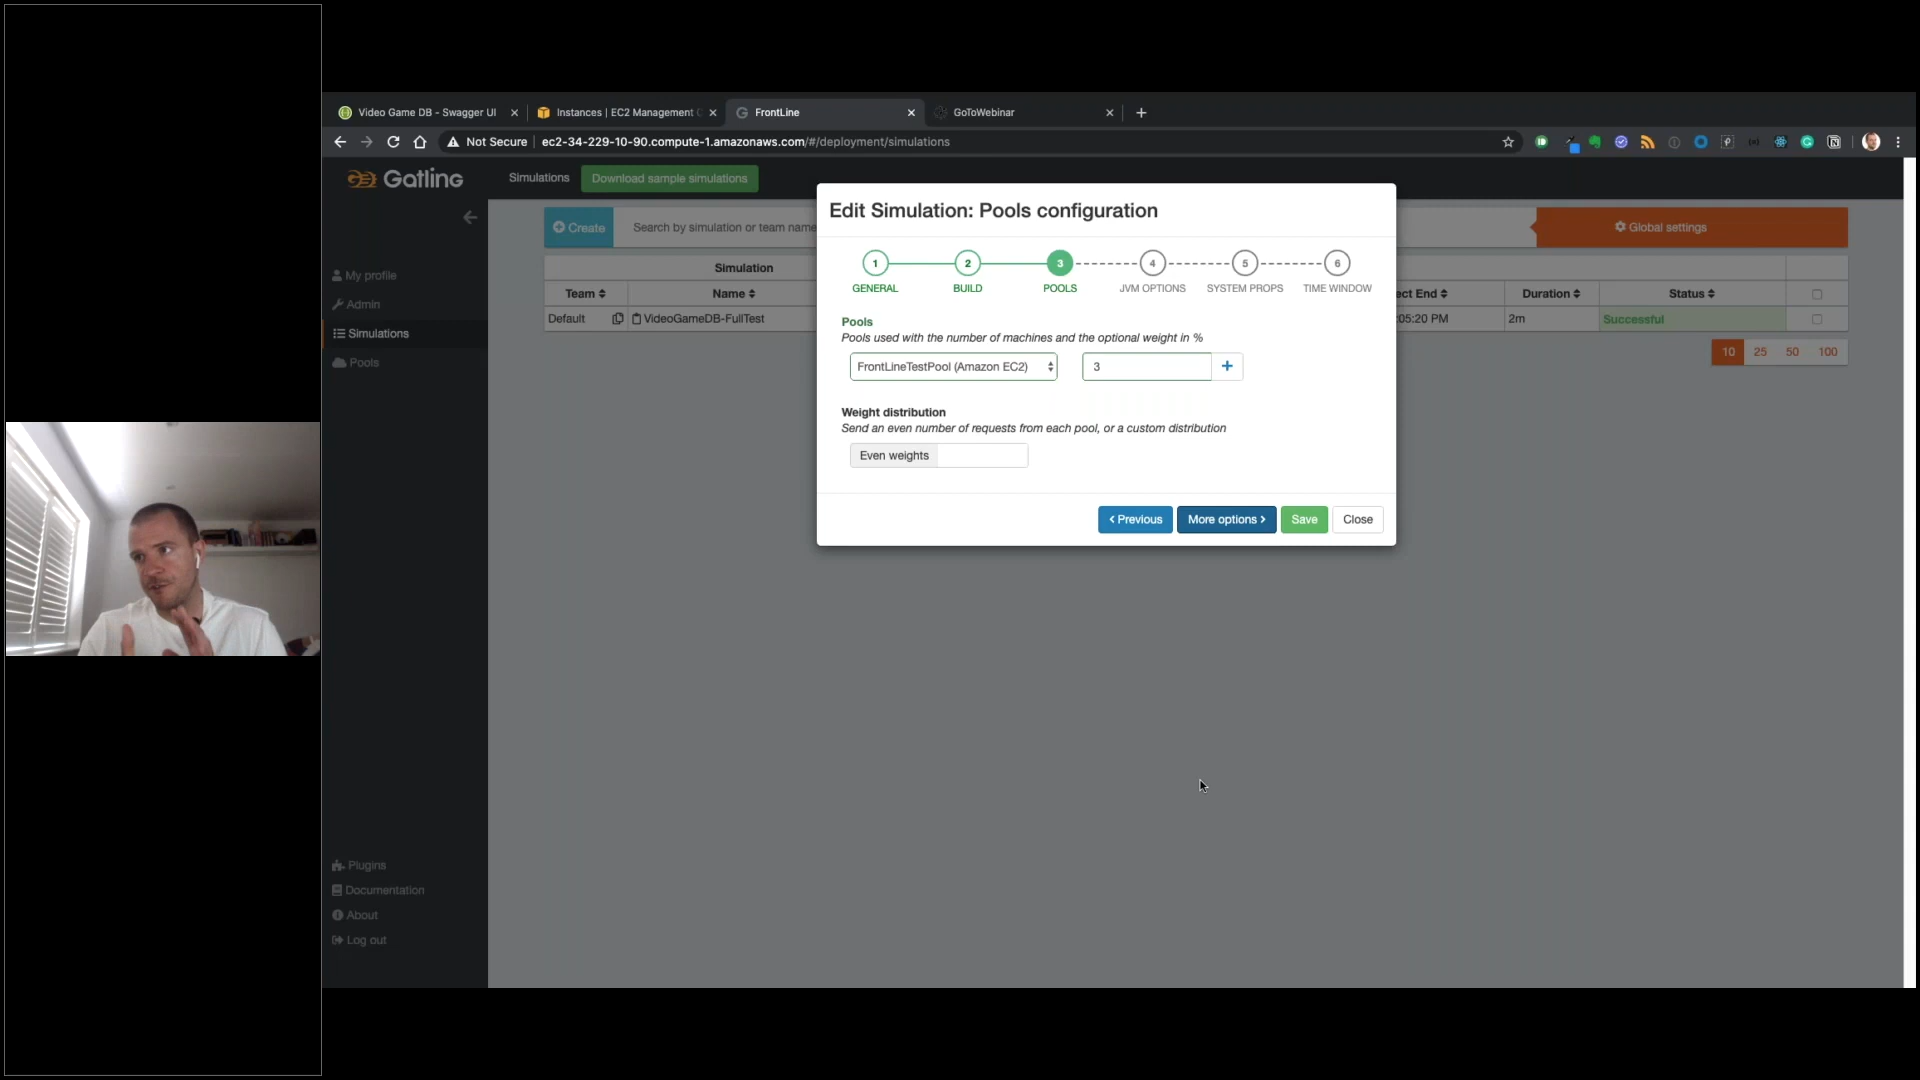 Video Game DB - Swagger UI
Instances | EC2 Management
FrontLine
GoToWebinar
Not Secure
ec2-34-229-10-90.compute-1.amazonaws.com/#/deployment/simulations
Gatling
Simulations
Download sample simulations
My profile
Admin
Simulations
Pools
Plugins
Documentation
About
Log out
Create
Search by simulation or team name
Global settings
Simulation
Team
Name
ect End
Duration
Status
Default
VideoGameDB-FullTest
:05:20 PM
2m
Successful
10 25 50 100
Edit Simulation: Pools configuration
1 2 3 4 5 6
GENERAL BUILD POOLS JVM OPTIONS SYSTEM PROPS TIME WINDOW
Pools
Pools used with the number of machines and the optional weight in %
FrontLineTestPool (Amazon EC2)
3
+
Weight distribution
Send an even number of requests from each pool, or a custom distribution
Even weights
‹ Previous
More options ›
Save
Close